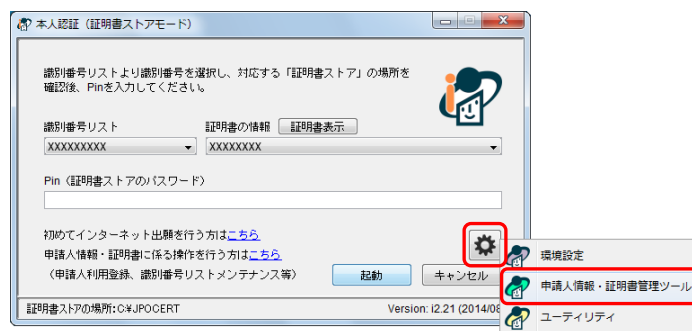 本人認証（証明書ストアモード）
識別番号リストより識別番号を選択し、対応する「証明書ストア」の場所を
確認後、Pinを入力してください。
識別番号リスト 証明書の情報 証明書表示
XXXXXXXXX XXXXXXXX
Pin（証明書ストアのパスワード）
初めてインターネット出願を行う方はこちら
申請人情報・証明書に係る操作を行う方はこちら
（申請人利用登録、識別番号リストメンテナンス等） 起動 キャンセル
環境設定
申請人情報・証明書管理ツール
ユーティリティ
証明書ストアの場所:C:¥JPOCERT Version: i2.21 (2014/08